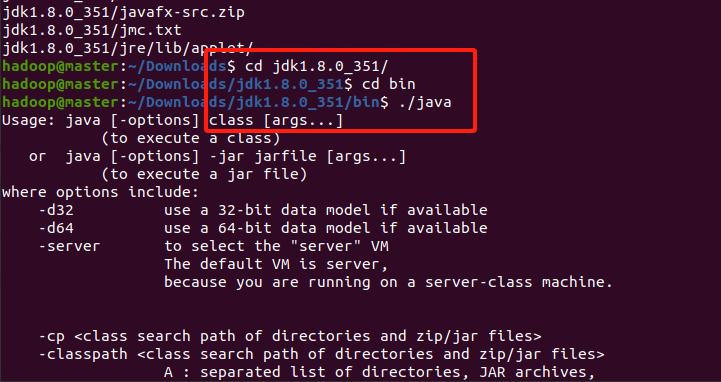 jdk1.8.0_351/javafx-src.zip
jdk1.8.0_351/jmc.txt
jdk1.8.0_351/jre/lib/applet/
hadoop@master:~/Downloads$ cd jdk1.8.0_351/
hadoop@master:~/Downloads/jdk1.8.0_351$ cd bin
hadoop@master:~/Downloads/jdk1.8.0_351/bin$ ./java
Usage: java [-options] class [args...]
           (to execute a class)
   or  java [-options] -jar jarfile [args...]
           (to execute a jar file)
where options include:
    -d32          use a 32-bit data model if available
    -d64          use a 64-bit data model if available
    -server       to select the "server" VM
                  The default VM is server,
                  because you are running on a server-class machine.
    -cp <class search path of directories and zip/jar files>
    -classpath <class search path of directories and zip/jar files>
                  A : separated list of directories, JAR archives,